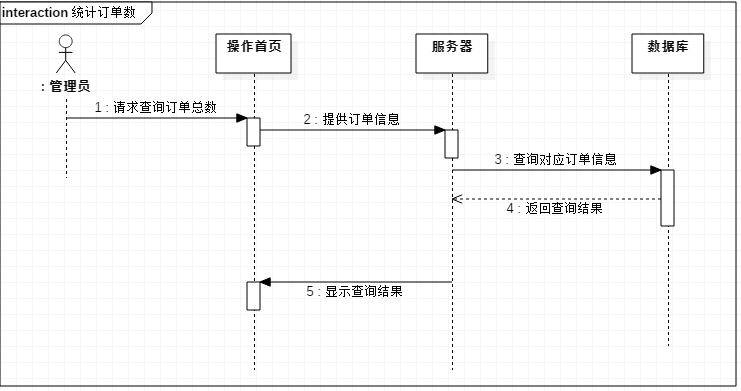 interaction 统计订单数
操作首页
服务器
数据库
: 管理员
1 : 请求查询订单总数
2 : 提供订单信息
3 : 查询对应订单信息
4 : 返回查询结果
5 : 显示查询结果